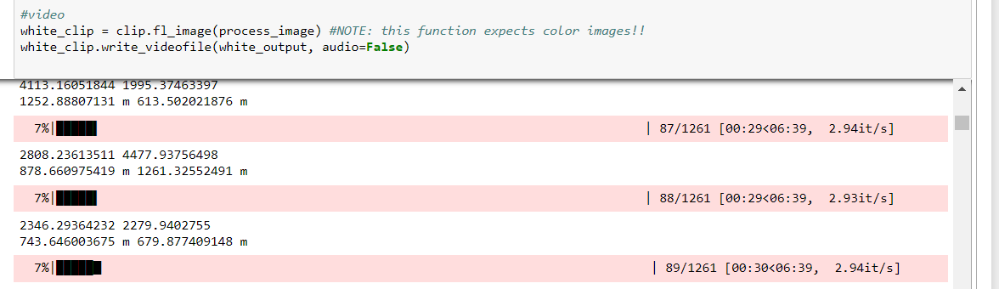 #video
white_clip = clip.fl_image(process_image) #NOTE: this function expects color images!!
white_clip.write_videofile(white_output, audio=False)
4113.16051844 1995.37463397
1252.88807131 m 613.502021876 m
7%|██████▌ | 87/1261 [00:29<06:39, 2.94it/s]
2808.23613511 4477.93756498
878.660975419 m 1261.32552491 m
7%|██████▌ | 88/1261 [00:29<06:39, 2.93it/s]
2346.29364232 2279.9402755
743.646003675 m 679.877409148 m
7%|██████▋ | 89/1261 [00:30<06:39, 2.94it/s]